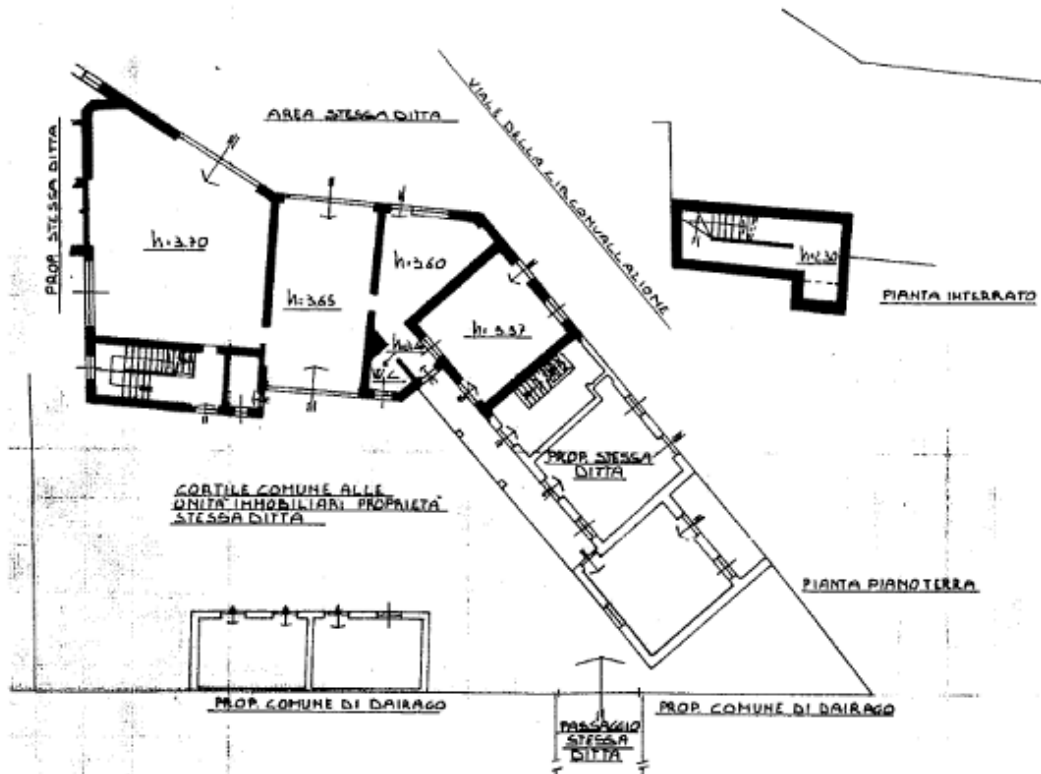 AREA STESSA DITTA
VIALE DELLA CIRCONVALLAZIONE
PROP. STESSA DITTA
h=3.70
h=3.65
h=3.60
h=3.37
W.C.
h=2.30
PIANTA INTERRATO
PROP. STESSA
DITTA
CORTILE COMUNE ALLE
UNITA' IMMOBILIARI PROPRIETA'
STESSA DITTA
PIANTA PIANO TERRA
PROP. COMUNE DI DAIRAGO
PROP. COMUNE DI DAIRAGO
PASSAGGIO
STESSA
DITTA